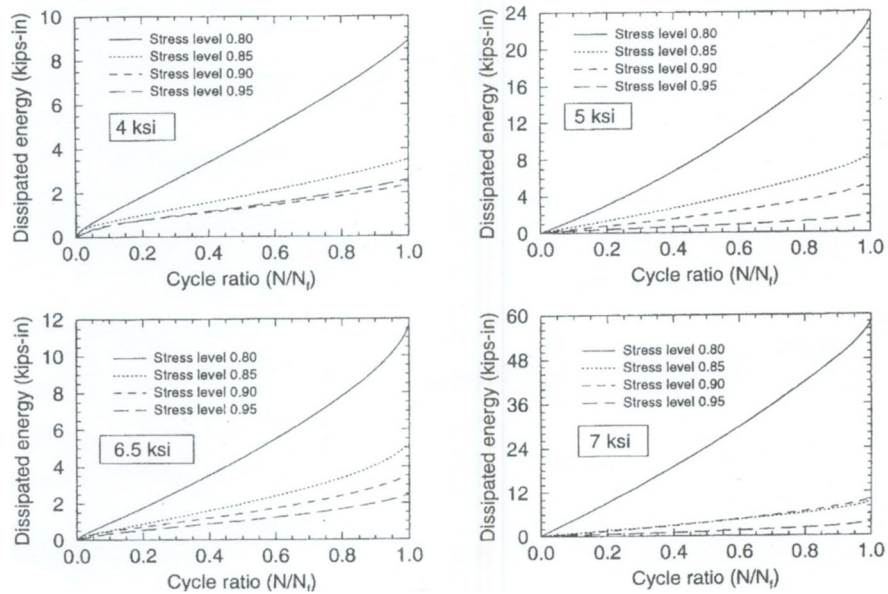 Dissipated energy (kips-in)
10
8
6
4
2
0
Stress level 0.80
Stress level 0.85
Stress level 0.90
Stress level 0.95
4 ksi
0.0 0.2 0.4 0.6 0.8 1.0
Cycle ratio (N/Nf)
Dissipated energy (kips-in)
24
20
16
12
8
4
0
Stress level 0.80
Stress level 0.85
Stress level 0.90
Stress level 0.95
5 ksi
0.0 0.2 0.4 0.6 0.8 1.0
Cycle ratio (N/Nf)
Dissipated energy (kips-in)
12
10
8
6
4
2
0
Stress level 0.80
Stress level 0.85
Stress level 0.90
Stress level 0.95
6.5 ksi
0.0 0.2 0.4 0.6 0.8 1.0
Cycle ratio (N/Nf)
Dissipated energy (kips-in)
60
48
36
24
12
0
Stress level 0.80
Stress level 0.85
Stress level 0.90
Stress level 0.95
7 ksi
0.0 0.2 0.4 0.6 0.8 1.0
Cycle ratio (N/Nf)